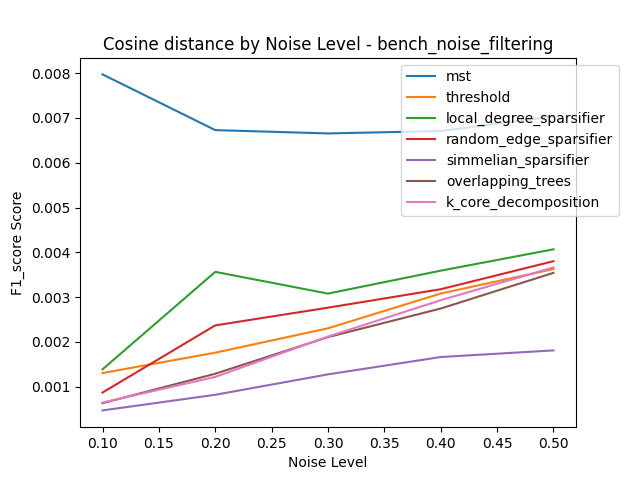 Cosine distance by Noise Level - bench_noise_filtering
F1_score Score
0.008
0.007
0.006
0.005
0.004
0.003
0.002
0.001
mst
threshold
local_degree_sparsifier
random_edge_sparsifier
simmelian_sparsifier
overlapping_trees
k_core_decomposition
0.10 0.15 0.20 0.25 0.30 0.35 0.40 0.45 0.50
Noise Level